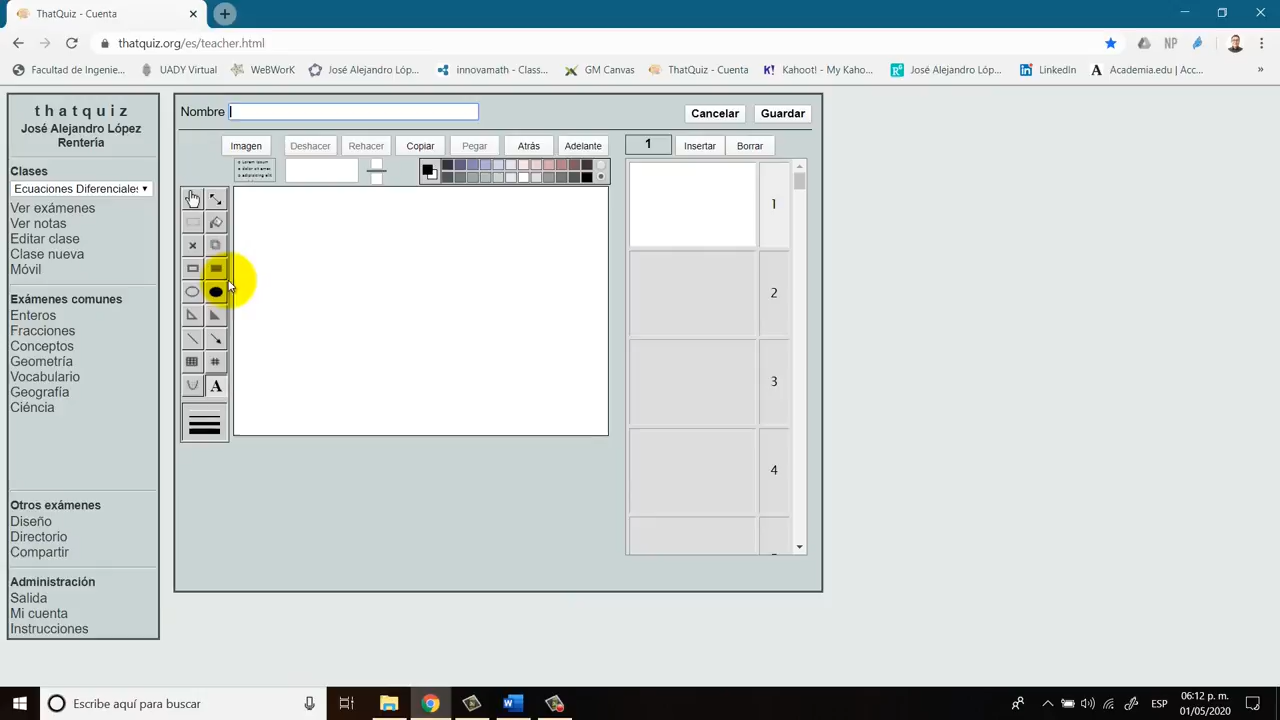 ThatQuiz - Cuenta
thatquiz.org/es/teacher.html
NP
Facultad de Ingenie...
UADY Virtual
WeBWorK
José Alejandro Lóp...
innovamath - Class...
GM Canvas
ThatQuiz - Cuenta
Kahoot! - My Kaho...
José Alejandro Lóp...
LinkedIn
Academia.edu | Acc...
thatquiz
José Alejandro López
Rentería
Clases
Ecuaciones Diferenciales
Ver exámenes
Ver notas
Editar clase
Clase nueva
Móvil
Exámenes comunes
Enteros
Fracciones
Conceptos
Geometría
Vocabulario
Geografía
Ciéncia
Otros exámenes
Diseño
Directorio
Compartir
Administración
Salida
Mi cuenta
Instrucciones
Nombre
Cancelar
Guardar
Imagen
Deshacer
Rehacer
Copiar
Pegar
Atrás
Adelante
1
Insertar
Borrar
A
1
2
3
4
Escribe aquí para buscar
ESP
06:12 p. m.
01/05/2020